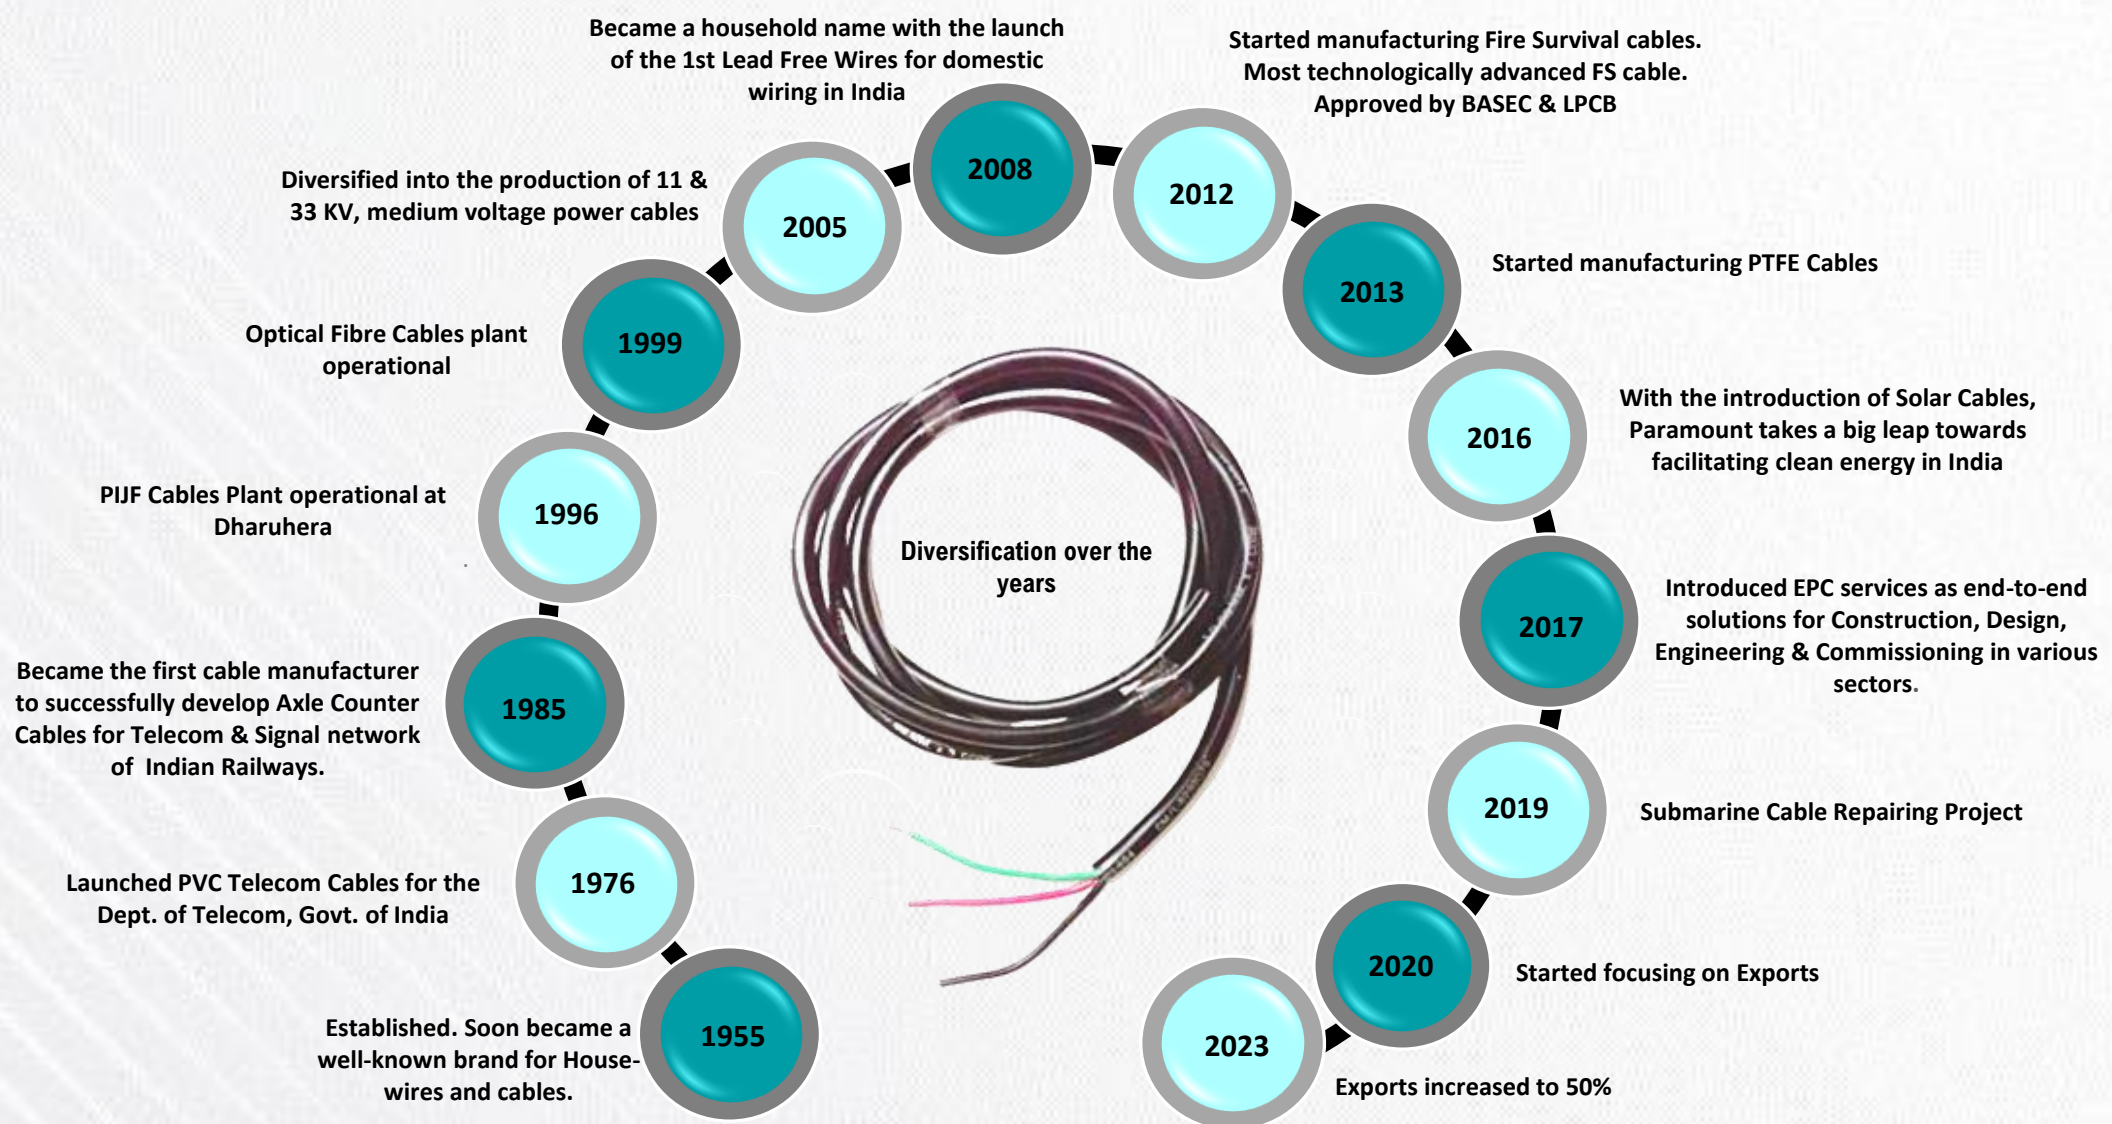 Became a household name with the launch
of the 1st Lead Free Wires for domestic
wiring in India
2008
Started manufacturing Fire Survival cables.
Most technologically advanced FS cable.
Approved by BASEC & LPCB
2012
Diversified into the production of 11 &
33 KV, medium voltage power cables
2005
Started manufacturing PTFE Cables
2013
Optical Fibre Cables plant
operational
1999
With the introduction of Solar Cables,
Paramount takes a big leap towards
facilitating clean energy in India
2016
PIJF Cables Plant operational at
Dharuhera
1996
Diversification over the
years
Introduced EPC services as end-to-end
solutions for Construction, Design,
Engineering & Commissioning in various
sectors.
2017
Became the first cable manufacturer
to successfully develop Axle Counter
Cables for Telecom & Signal network
of Indian Railways.
1985
2019
Submarine Cable Repairing Project
Launched PVC Telecom Cables for the
Dept. of Telecom, Govt. of India
1976
2020
Started focusing on Exports
Established. Soon became a
well-known brand for House-
wires and cables.
1955
2023
Exports increased to 50%